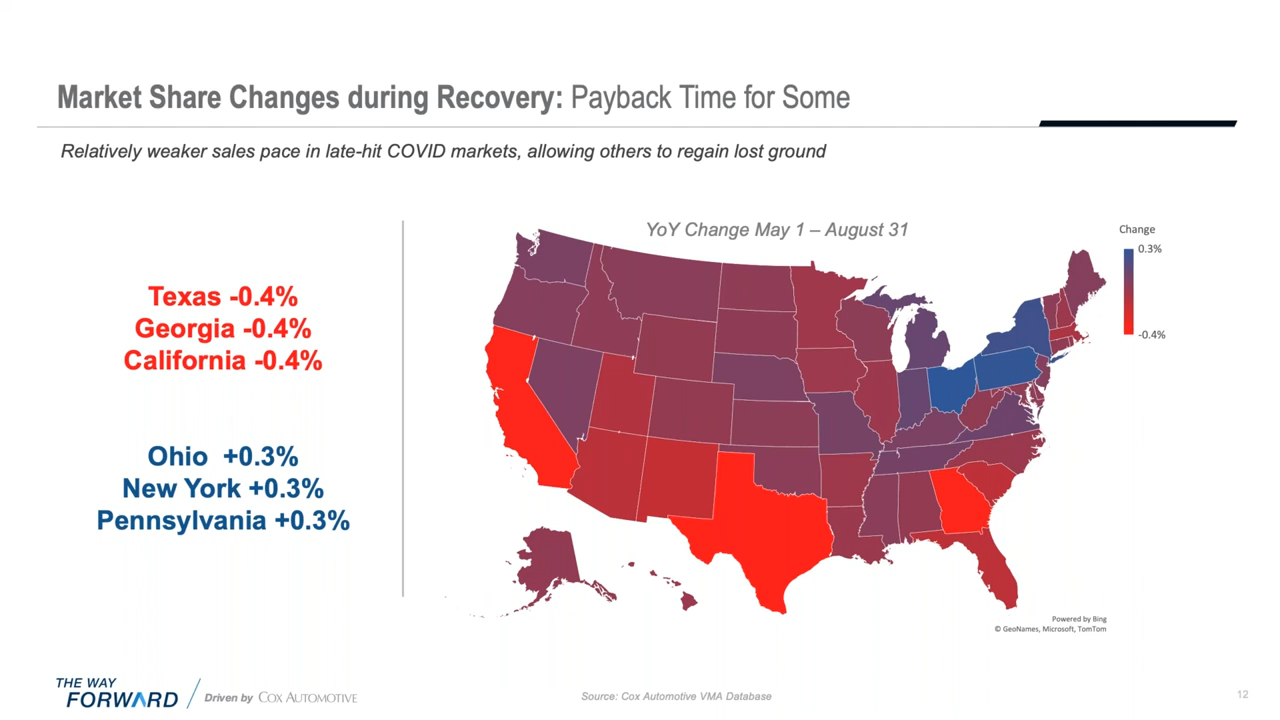 Market Share Changes during Recovery: Payback Time for Some
Relatively weaker sales pace in late-hit COVID markets, allowing others to regain lost ground
YoY Change May 1 – August 31
Change
0.3%
-0.4%
Texas -0.4%
Georgia -0.4%
California -0.4%
Ohio +0.3%
New York +0.3%
Pennsylvania +0.3%
Powered by Bing
© GeoNames, Microsoft, TomTom
THE WAY
FORWARD
Driven by COX AUTOMOTIVE
Source: Cox Automotive VMA Database
12